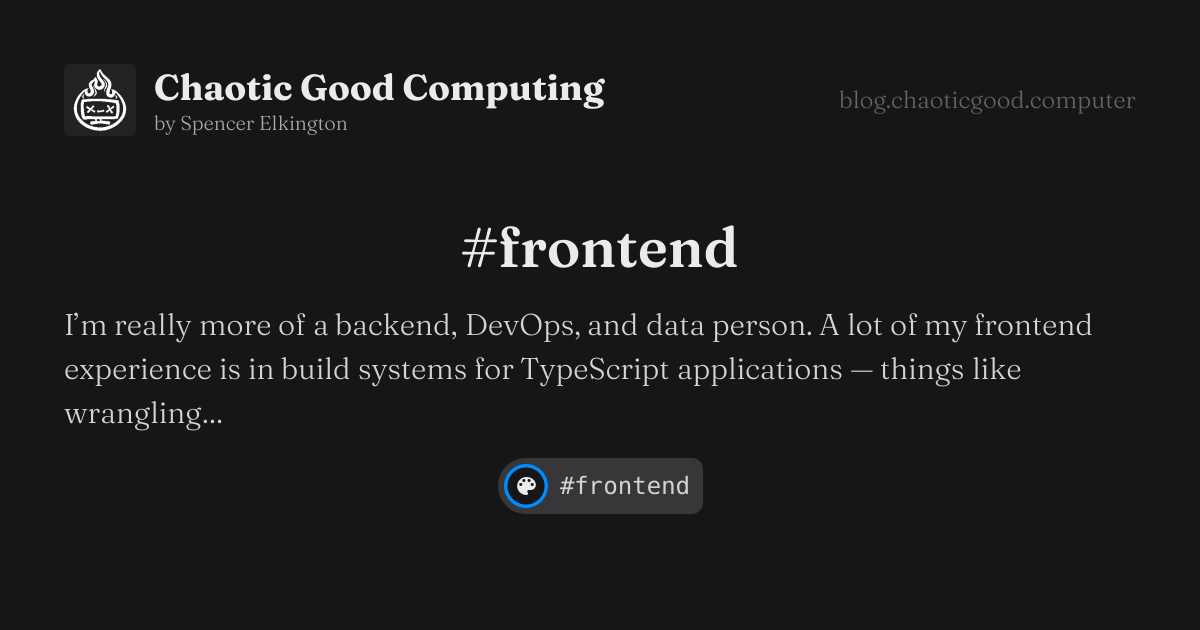 Chaotic Good Computing
by Spencer Elkington
blog.chaoticgood.computer
#frontend
I’m really more of a backend, DevOps, and data person. A lot of my frontend
experience is in build systems for TypeScript applications — things like
wrangling...
#frontend